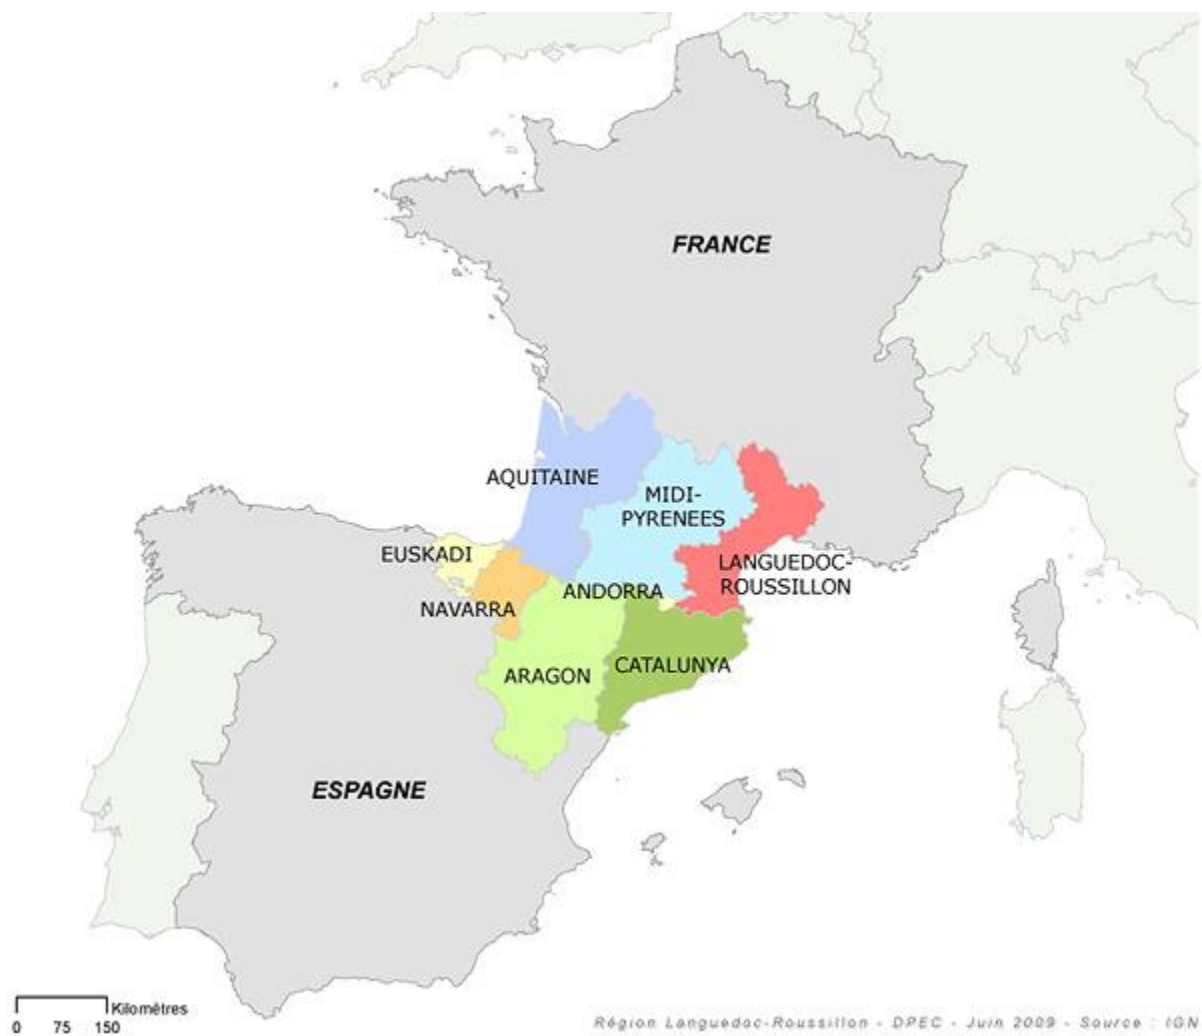 FRANCE
AQUITAINE
MIDI-
PYRENEES
EUSKADI
LANGUEDOC-
ROUSSILLON
ANDORRA
NAVARRA
CATALUNYA
ARAGON
ESPAGNE
Kilomètres
0 75 150
Région Languedoc-Roussillon - DPEC - Juin 2009 - Source : IGN